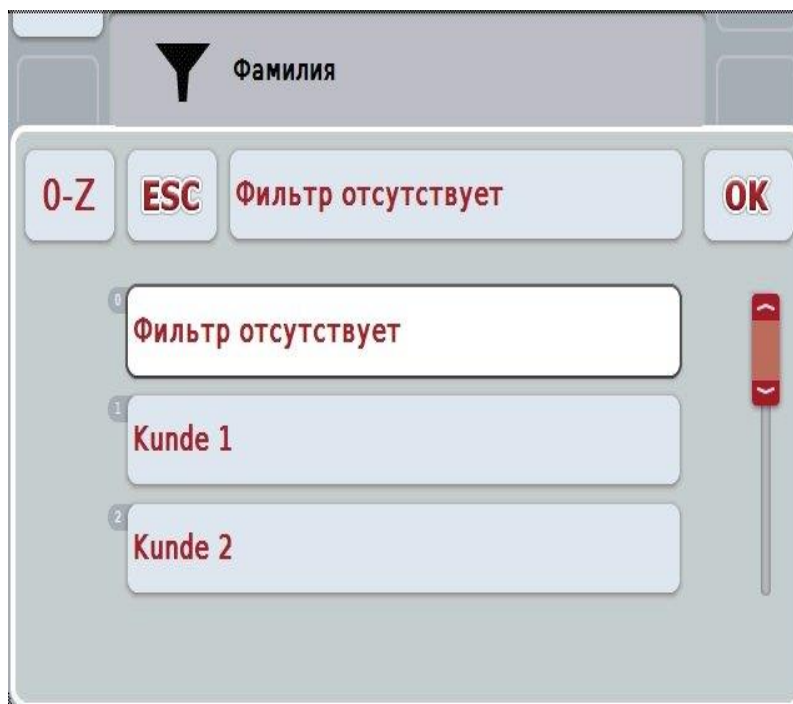 Фамилия
0-Z ESC Фильтр отсутствует OK
0
Фильтр отсутствует
1
Kunde 1
2
Kunde 2